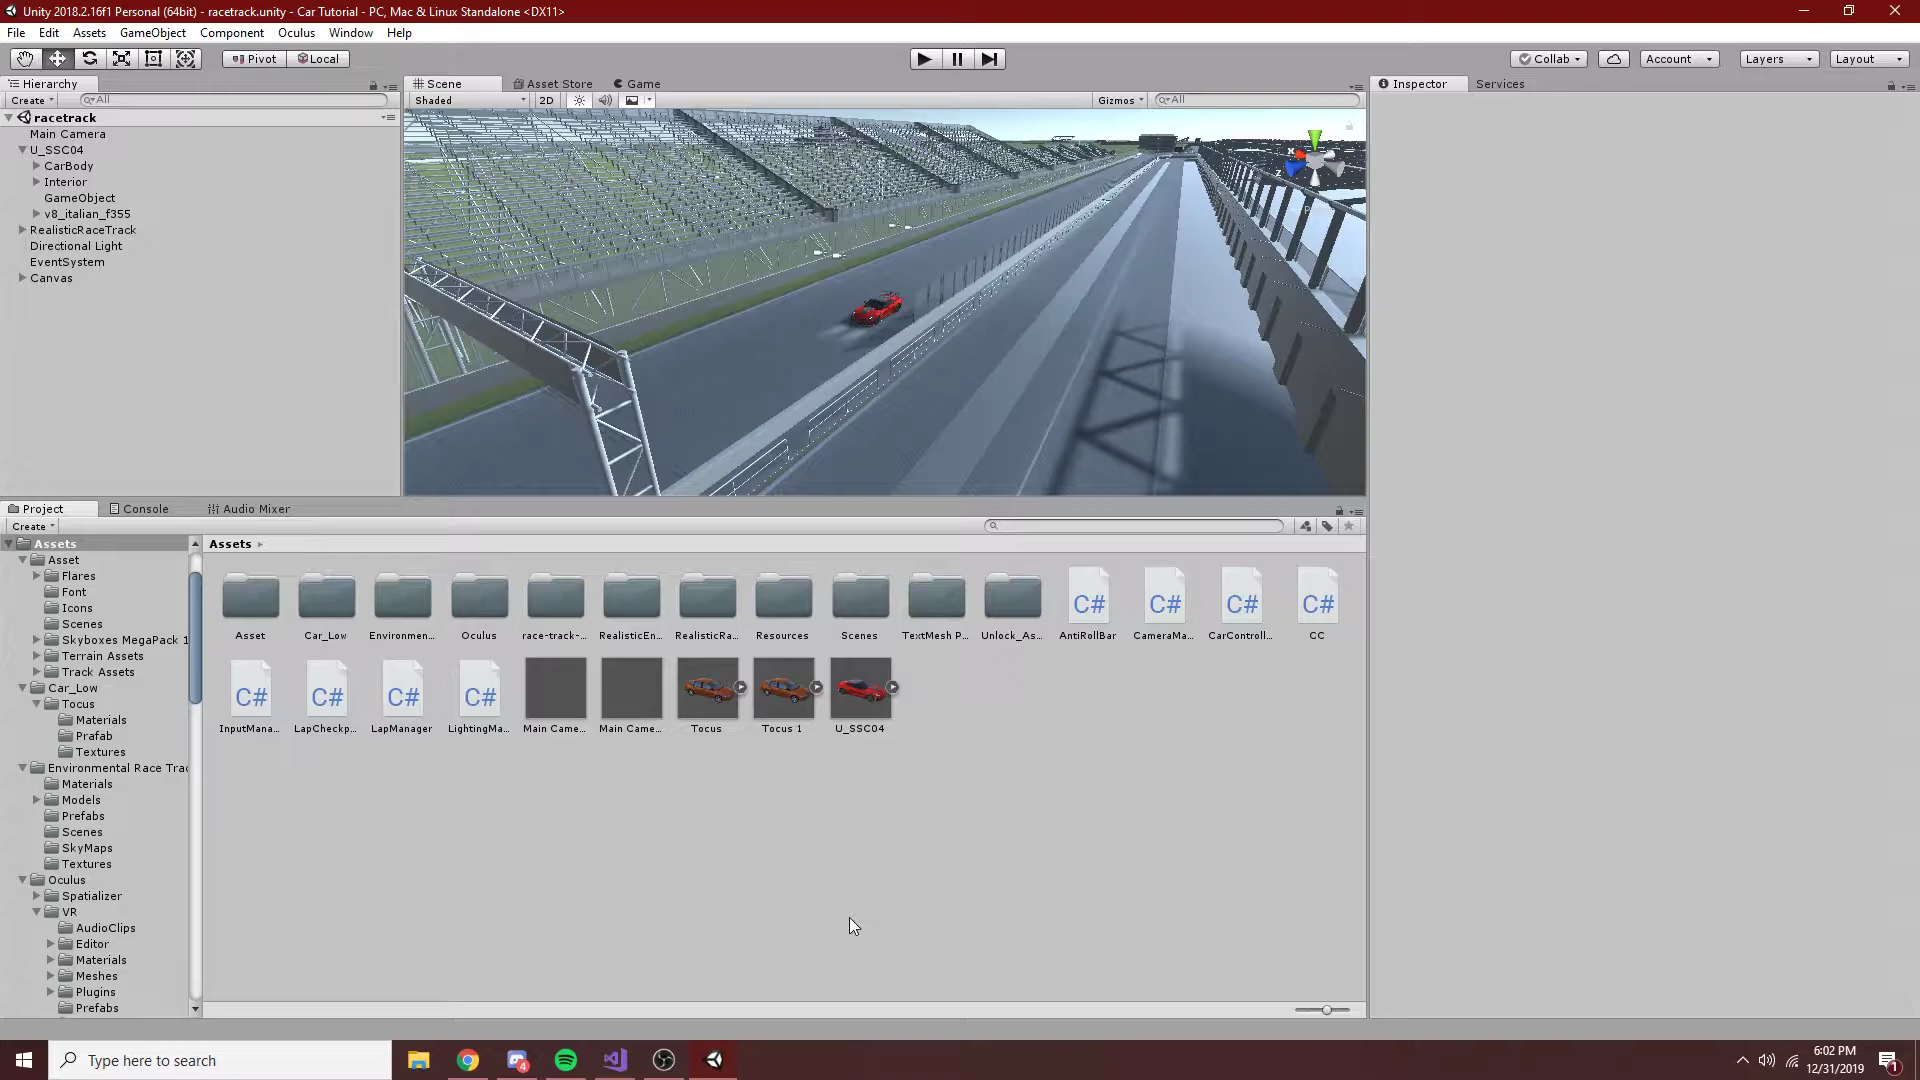 Unity 2018.2.16f1 Personal (64bit) - racetrack.unity - Car Tutorial - PC, Mac & Linux Standalone <DX11>
File Edit Assets GameObject Component Oculus Window Help
Pivot Local Collab Account Layers Layout
Hierarchy
Create All
racetrack
Main Camera
U_SSC04
CarBody
Interior
GameObject
v8_italian_f355
RealisticRaceTrack
Directional Light
EventSystem
Canvas
Scene Asset Store Game
Shaded 2D Gizmos All
Inspector Services
Project Console Audio Mixer
Create
Assets
Asset
Flares
Font
Icons
Scenes
Skyboxes MegaPack 1
Terrain Assets
Track Assets
Car_Low
Tocus
Materials
Prafab
Textures
Environmental Race Trac
Materials
Models
Prefabs
Scenes
SkyMaps
Textures
Oculus
Spatializer
VR
AudioClips
Editor
Materials
Meshes
Plugins
Prefabs
Assets
C# C# C# C#
Asset Car_Low Environmen... Oculus race-track-... RealisticEn... RealisticRa... Resources Scenes TextMesh P... Unlock_As... AntiRollBar CameraMa... CarControll... CC
C# C# C# C#
InputMana... LapCheckp... LapManager LightingMa... Main Came... Main Came... Tocus Tocus 1 U_SSC04
Type here to search
4
6:02 PM
12/31/2019
1